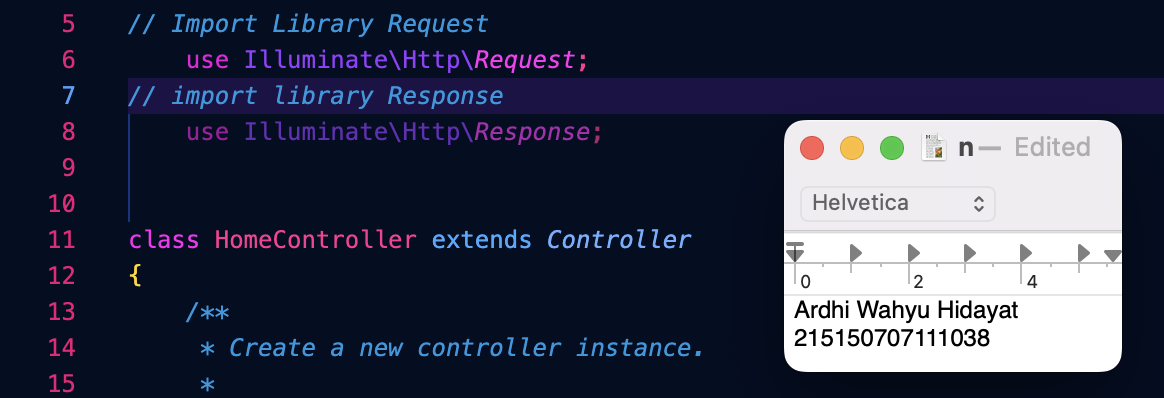 5 // Import Library Request
6 use Illuminate\Http\Request;
7 // import library Response
8 use Illuminate\Http\Response;
9
10
11 class HomeController extends Controller
12 {
13 /**
14 * Create a new controller instance.
15 *
n — Edited
Helvetica
0 2 4
Ardhi Wahyu Hidayat
215150707111038